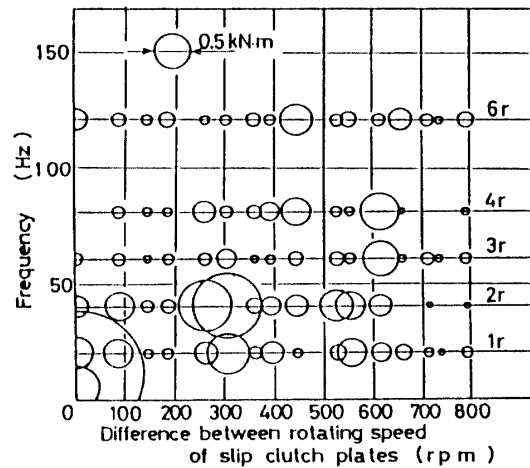 0.5 kN·m
150
6r
100
4r
3r
50
2r
1r
0
0 100 200 300 400 500 600 700 800
Frequency (Hz)
Difference between rotating speed
of slip clutch plates (rpm)